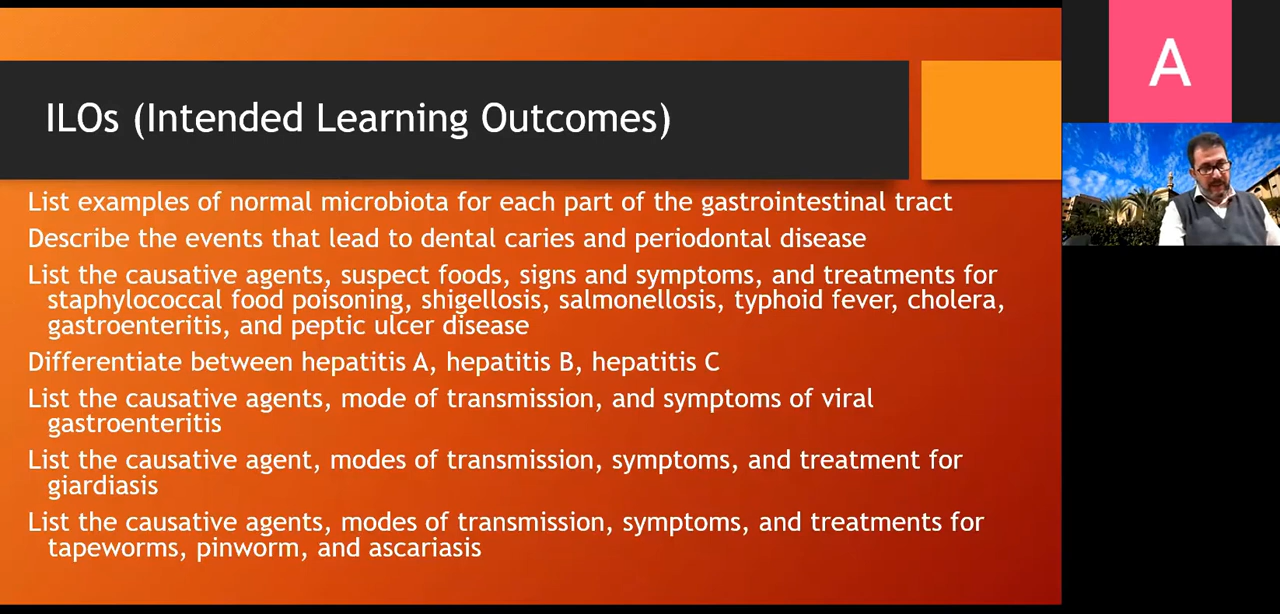 ILOs (Intended Learning Outcomes)
List examples of normal microbiota for each part of the gastrointestinal tract
Describe the events that lead to dental caries and periodontal disease
List the causative agents, suspect foods, signs and symptoms, and treatments for
staphylococcal food poisoning, shigellosis, salmonellosis, typhoid fever, cholera,
gastroenteritis, and peptic ulcer disease
Differentiate between hepatitis A, hepatitis B, hepatitis C
List the causative agents, mode of transmission, and symptoms of viral
gastroenteritis
List the causative agent, modes of transmission, symptoms, and treatment for
giardiasis
List the causative agents, modes of transmission, symptoms, and treatments for
tapeworms, pinworm, and ascariasis
A